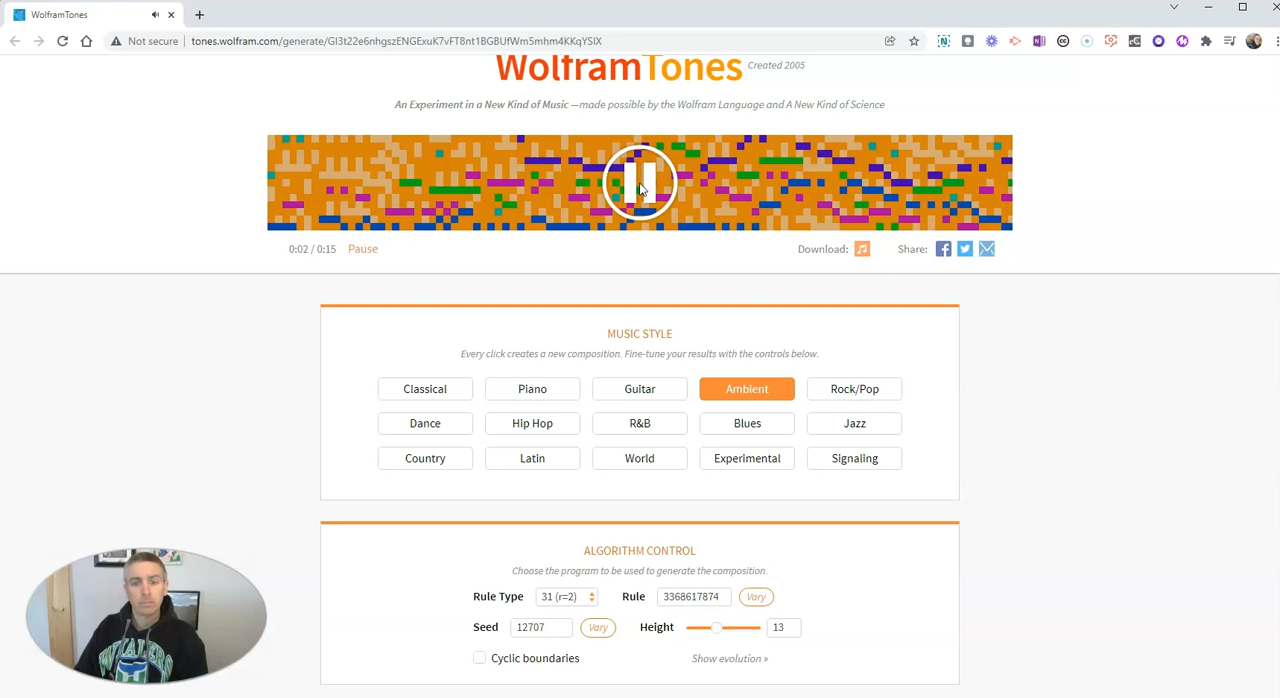 WolframTones
Not secure tones.wolfram.com/generate/GI3t22e6nhgszENGExuK7vFT8nt1BGBUfWm5mhm4KKqYSIX
WolframTones Created 2005
An Experiment in a New Kind of Music —made possible by the Wolfram Language and A New Kind of Science
0:02 / 0:15 Pause Download: Share:
MUSIC STYLE
Every click creates a new composition. Fine-tune your results with the controls below.
Classical Piano Guitar Ambient Rock/Pop
Dance Hip Hop R&B Blues Jazz
Country Latin World Experimental Signaling
ALGORITHM CONTROL
Choose the program to be used to generate the composition.
Rule Type 31 (r=2) Rule 3368617874 Vary
Seed 12707 Vary Height 13
Cyclic boundaries Show evolution »